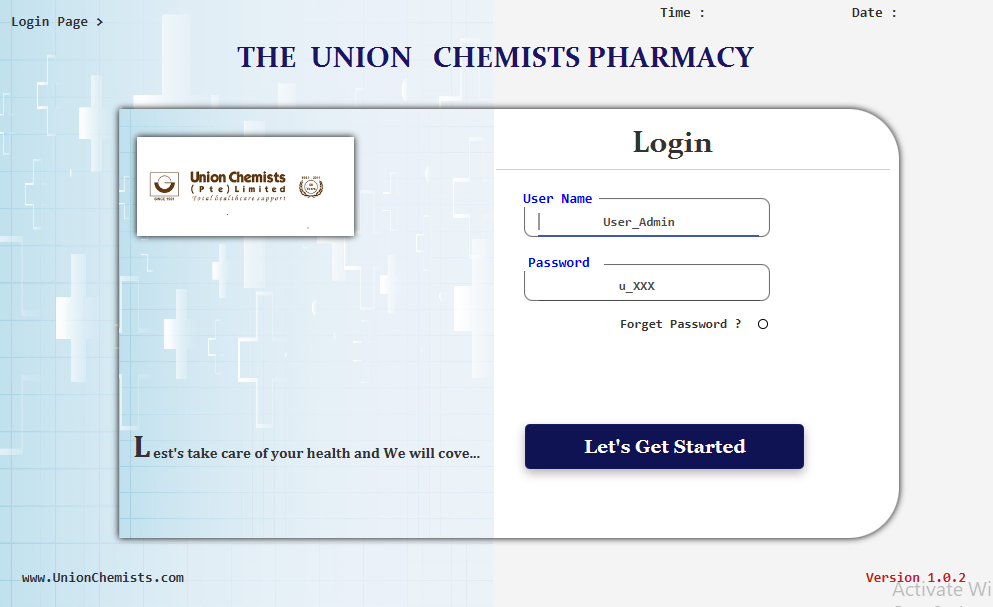 Login Page >
Time :
Date :
THE UNION CHEMISTS PHARMACY
Union Chemists
(Pte) Limited
Total healthcare support
SINCE 1901
Login
User Name
User_Admin
Password
u_XXX
Forget Password ?
Let's Get Started
Lest's take care of your health and We will cove...
www.UnionChemists.com
Version 1.0.2
Activate Wi